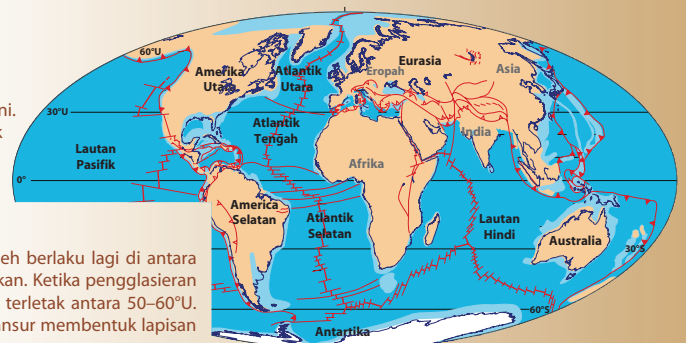 60°U
Amerika
Utara
Atlantik
Utara
Eropah
Eurasia
Asia
ni.
30°U
Atlantik
Tengah
India
Lautan
Pasifik
Afrika
0°
America
Selatan
Atlantik
Selatan
Lautan
Hindi
Australia
30°S
eh berlaku lagi di antara
kan. Ketika pengglasieran
terletak antara 50–60°U.
ansur membentuk lapisan
60°S
Antartika